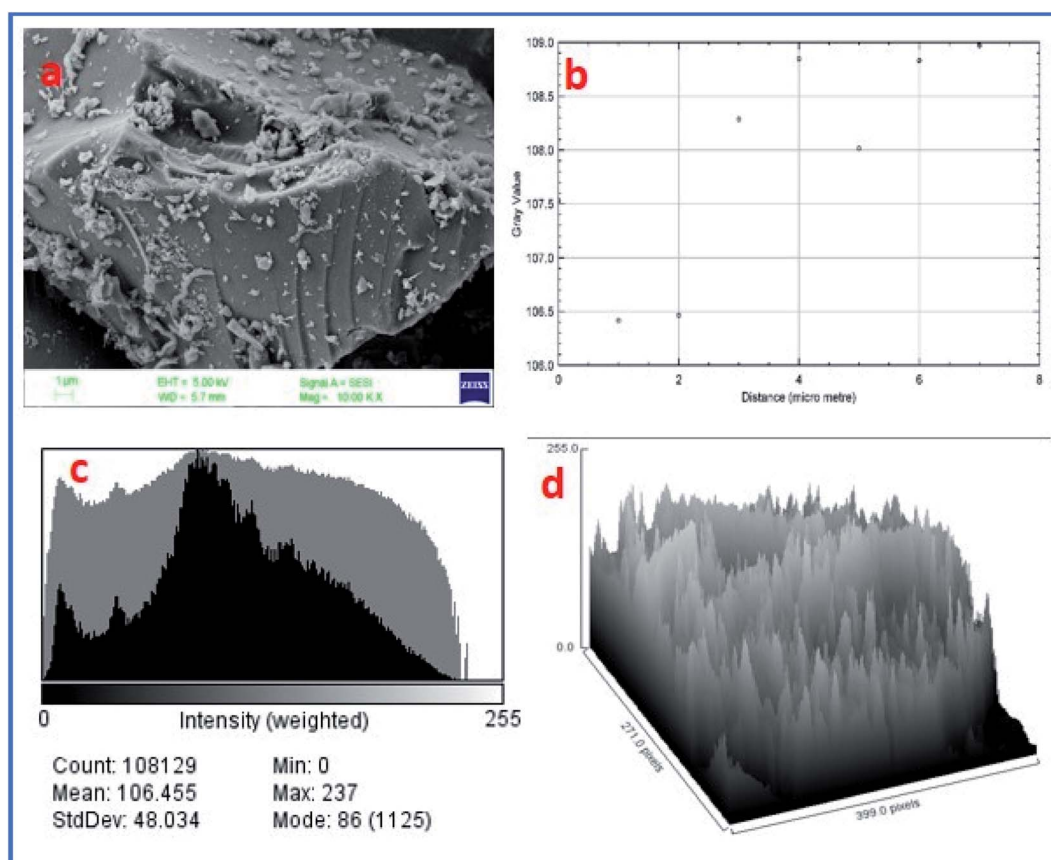 a
1 µm
EHT = 5.00 kV
Signal A = SESI
WD = 5.7 mm
Mag = 10.00 K X
ZEISS
b
109.0
108.5
108.0
107.5
107.0
106.5
106.0
Gray Value
0
2
4
6
8
Distance (micro metre)
c
0
255
Intensity (weighted)
Count: 108129
Min: 0
Mean: 106.455
Max: 237
StdDev: 48.034
Mode: 86 (1125)
d
255.0
0.0
271.0 pixels
399.0 pixels